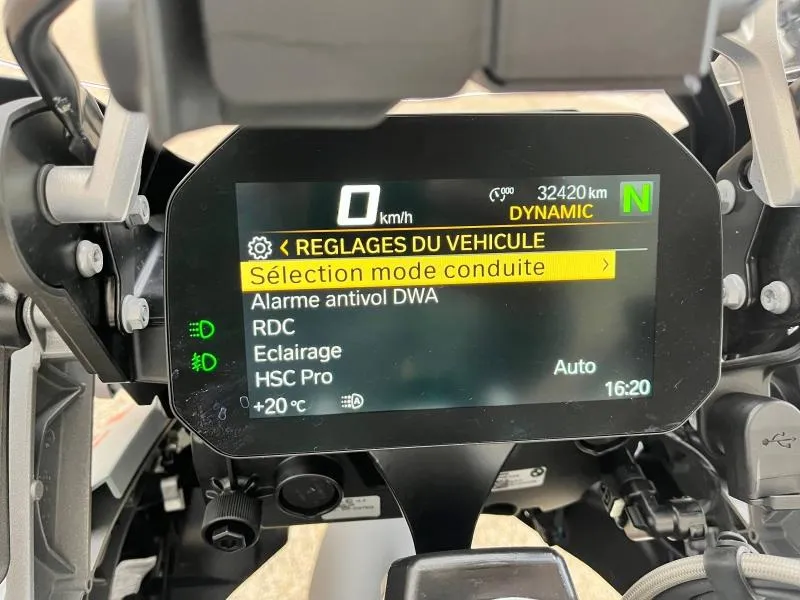 0 km/h 000 32420 km N
DYNAMIC
< REGLAGES DU VEHICULE
Sélection mode conduite >
Alarme antivol DWA
RDC
Eclairage
HSC Pro Auto
+20 °C A 16:20